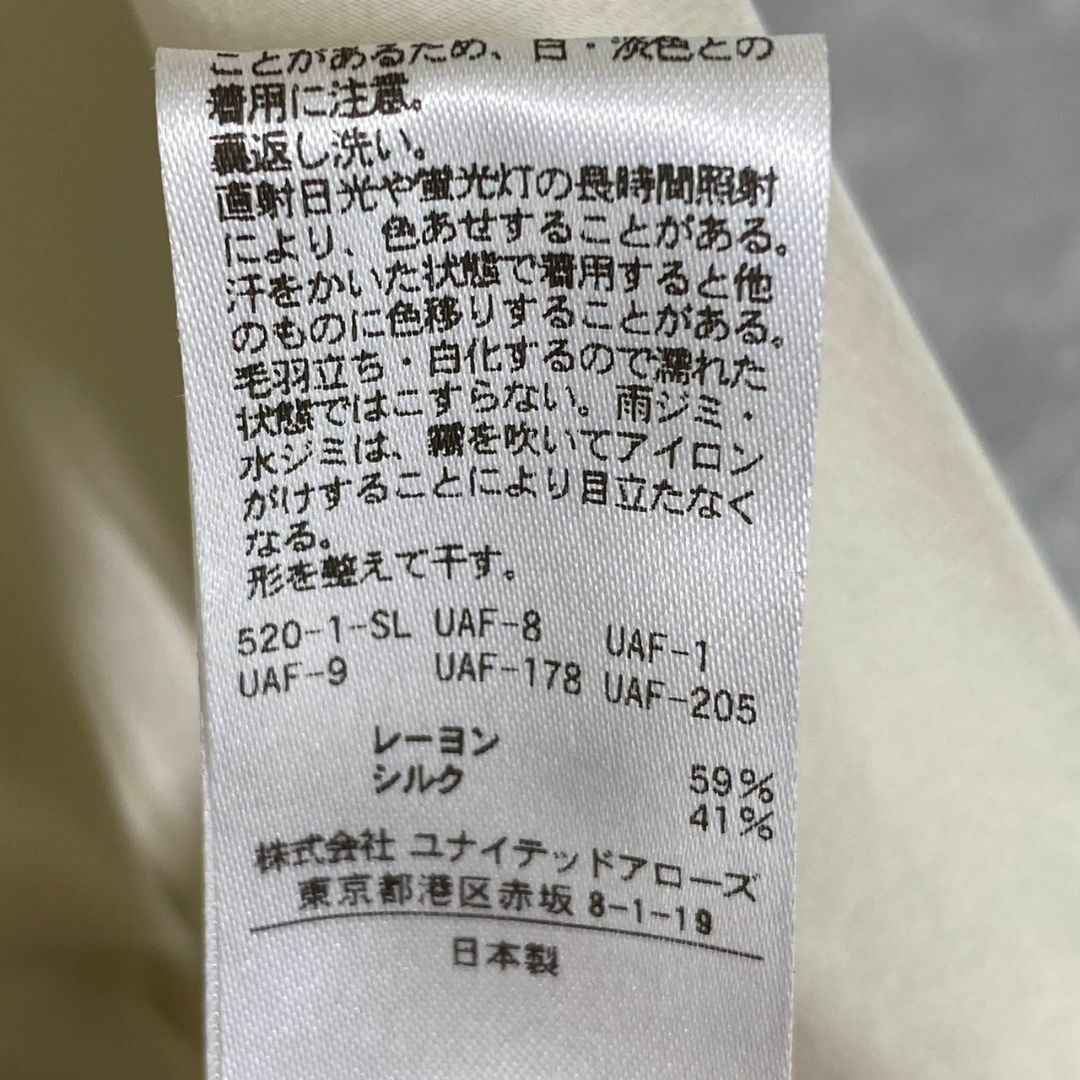 ことがあるため、白・淡色との
着用に注意。
裏返し洗い。
直射日光や蛍光灯の長時間照射
により、色あせすることがある。
汗をかいた状態で着用すると他
のものに色移りすることがある。
毛羽立ち・白化するので濡れた
状態ではこすらない。雨ジミ・
水ジミは、霧を吹いてアイロン
がけすることにより目立たなく
なる。
形を整えて干す。
520-1-SL UAF-8 UAF-1
UAF-9 UAF-178 UAF-205
レーヨン 59%
シルク 41%
株式会社 ユナイテッドアローズ
東京都港区赤坂 8-1-19
日本製